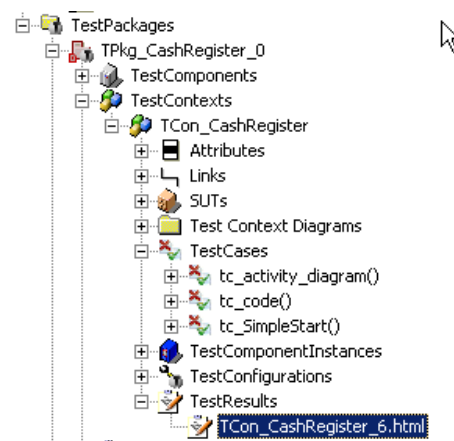 TestPackages
TPkg_CashRegister_0
TestComponents
TestContexts
TCon_CashRegister
Attributes
Links
SUTs
Test Context Diagrams
TestCases
tc_activity_diagram()
tc_code()
tc_SimpleStart()
TestComponentInstances
TestConfigurations
TestResults
TCon_CashRegister_6.html